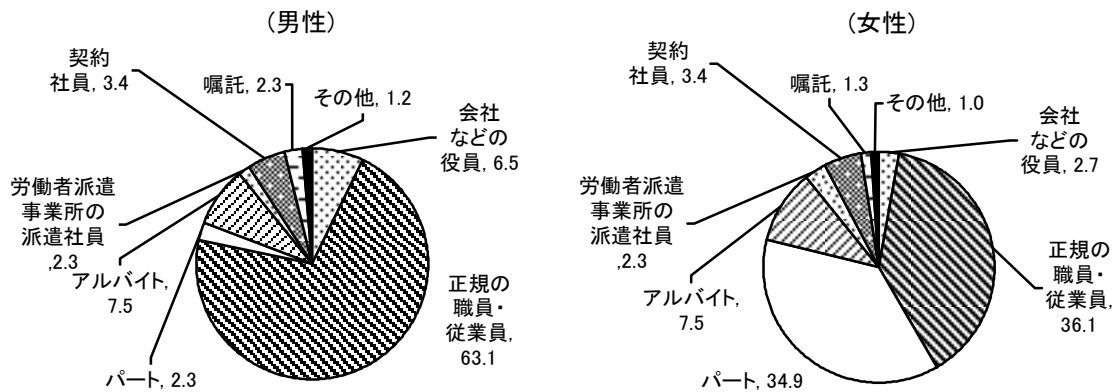 (男性)
契約
社員, 3.4
嘱託, 2.3
その他, 1.2
会社
などの
役員, 6.5
労働者派遣
事業所の
派遣社員
,2.3
アルバイト,
7.5
パート, 2.3
正規の
職員・
従業員,
63.1
(女性)
契約
社員, 3.4
嘱託, 1.3
その他, 1.0
会社
などの
役員, 2.7
労働者派遣
事業所の
派遣社員,
2.3
アルバイト,
7.5
パート, 34.9
正規の
職員・
従業員,
36.1